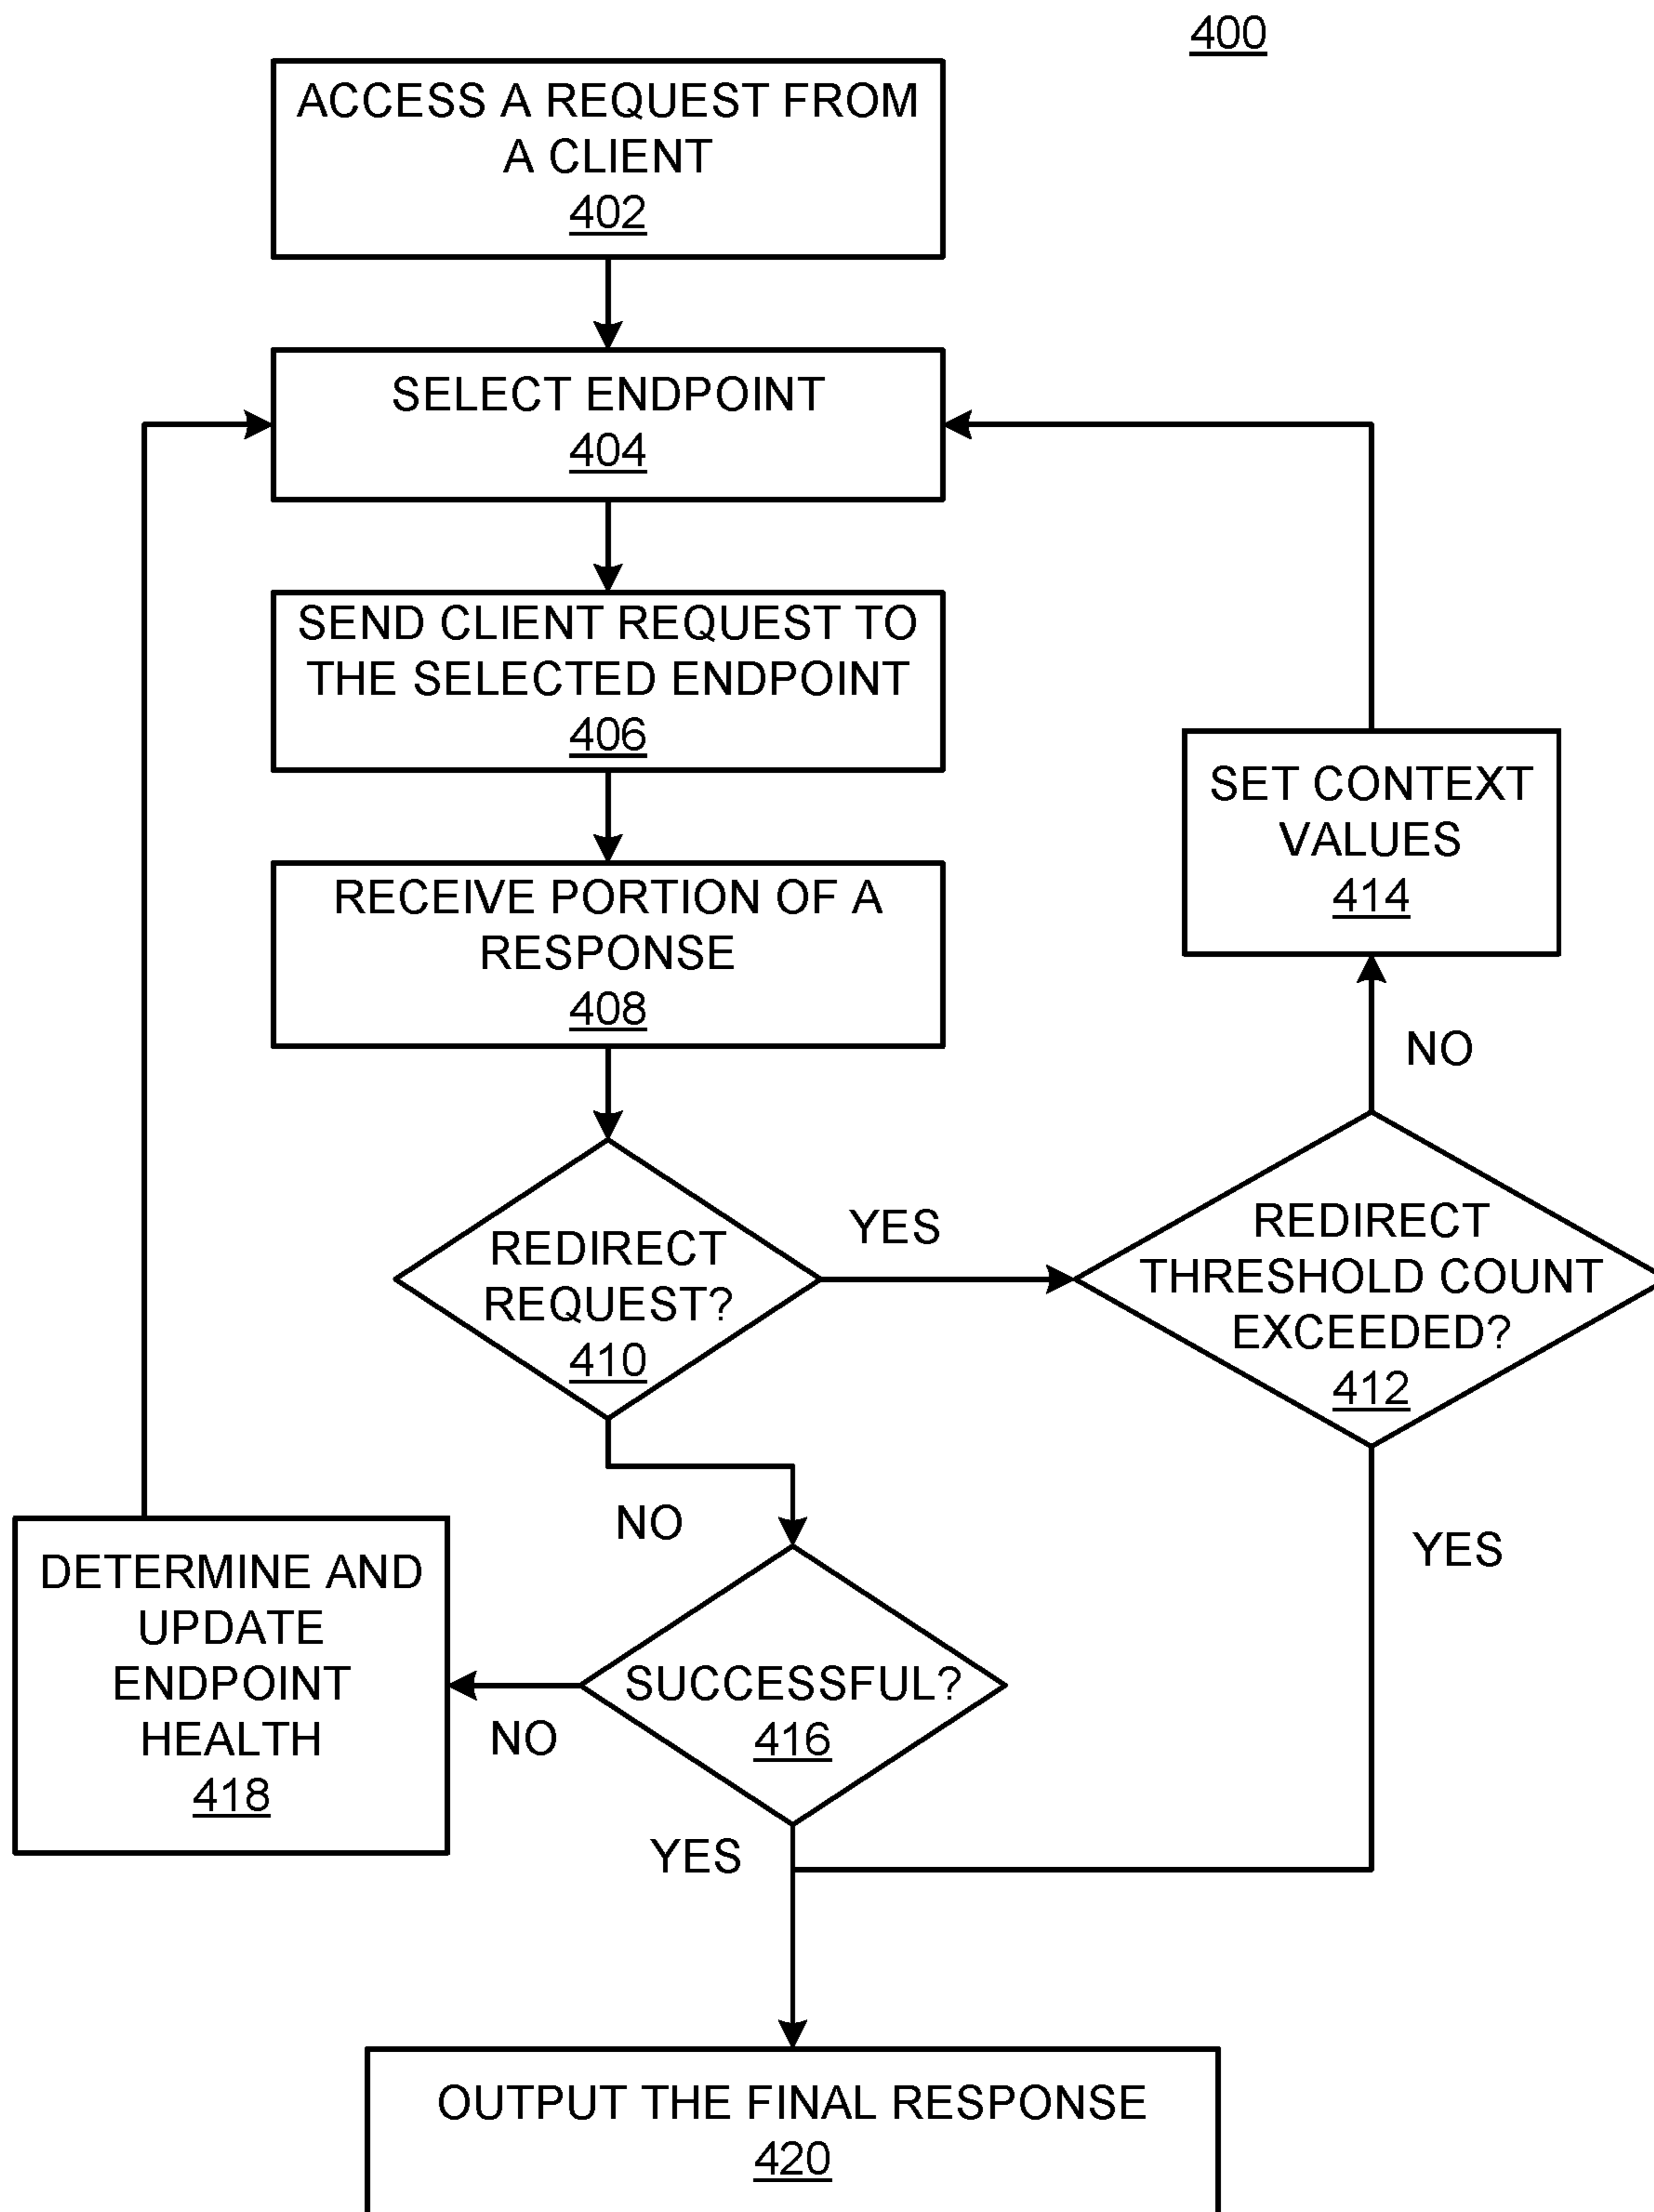 400
ACCESS A REQUEST FROM
A CLIENT
402
SELECT ENDPOINT
404
SEND CLIENT REQUEST TO
THE SELECTED ENDPOINT
406
SET CONTEXT
VALUES
414
RECEIVE PORTION OF A
RESPONSE
408
NO
REDIRECT
REQUEST?
410
YES
REDIRECT
THRESHOLD COUNT
EXCEEDED?
412
NO
YES
DETERMINE AND
UPDATE
ENDPOINT
HEALTH
418
NO
SUCCESSFUL?
416
YES
OUTPUT THE FINAL RESPONSE
420